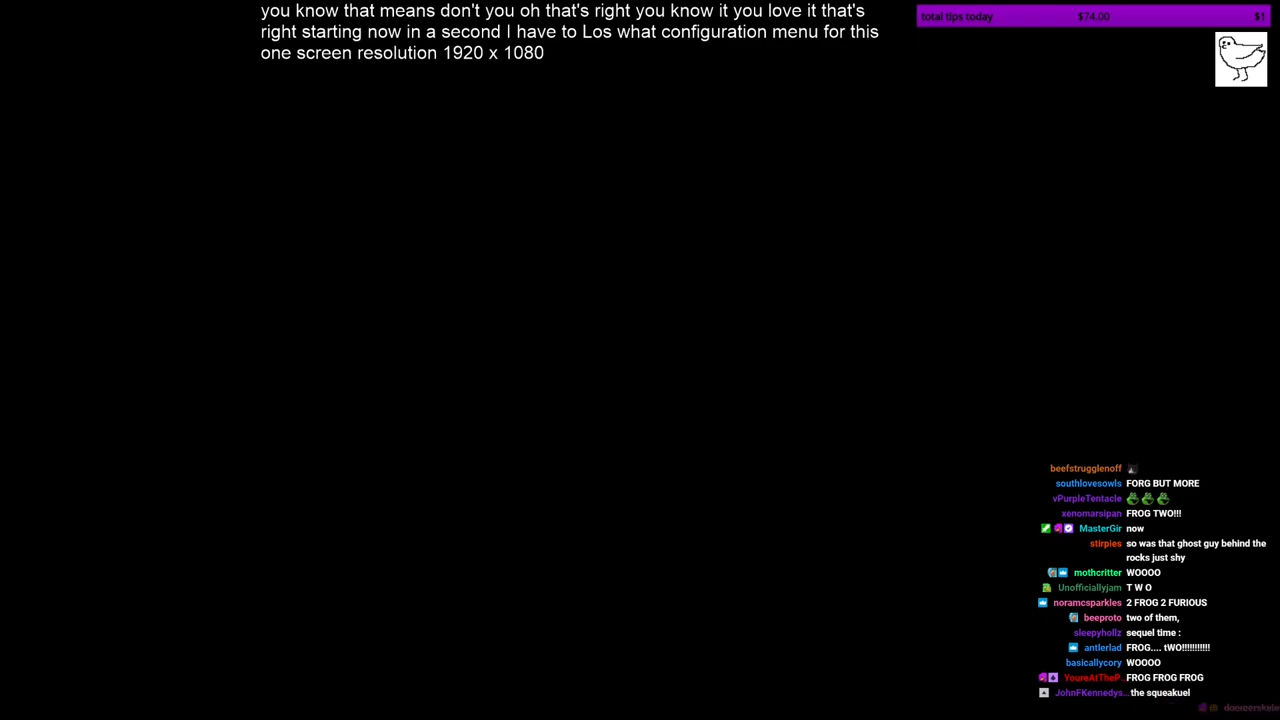 you know that means don't you oh that's right you know it you love it that's
right starting now in a second I have to Los what configuration menu for this
one screen resolution 1920 x 1080
total tips today $74.00 $1
beefstrugglenoff
southlovesowls FORG BUT MORE
vPurpleTentacle
xenomarsipan FROG TWO!!!
MasterGir now
stirpies so was that ghost guy behind the
rocks just shy
mothcritter WOOOO
Unofficiallyjam T W O
noramcsparkles 2 FROG 2 FURIOUS
beeproto two of them,
sleepyhollz sequel time :
antlerlad FROG.... tWO!!!!!!!!!!!
basicallycory WOOOO
YoureAtTheP... FROG FROG FROG
JohnFKennedys... the squeakuel